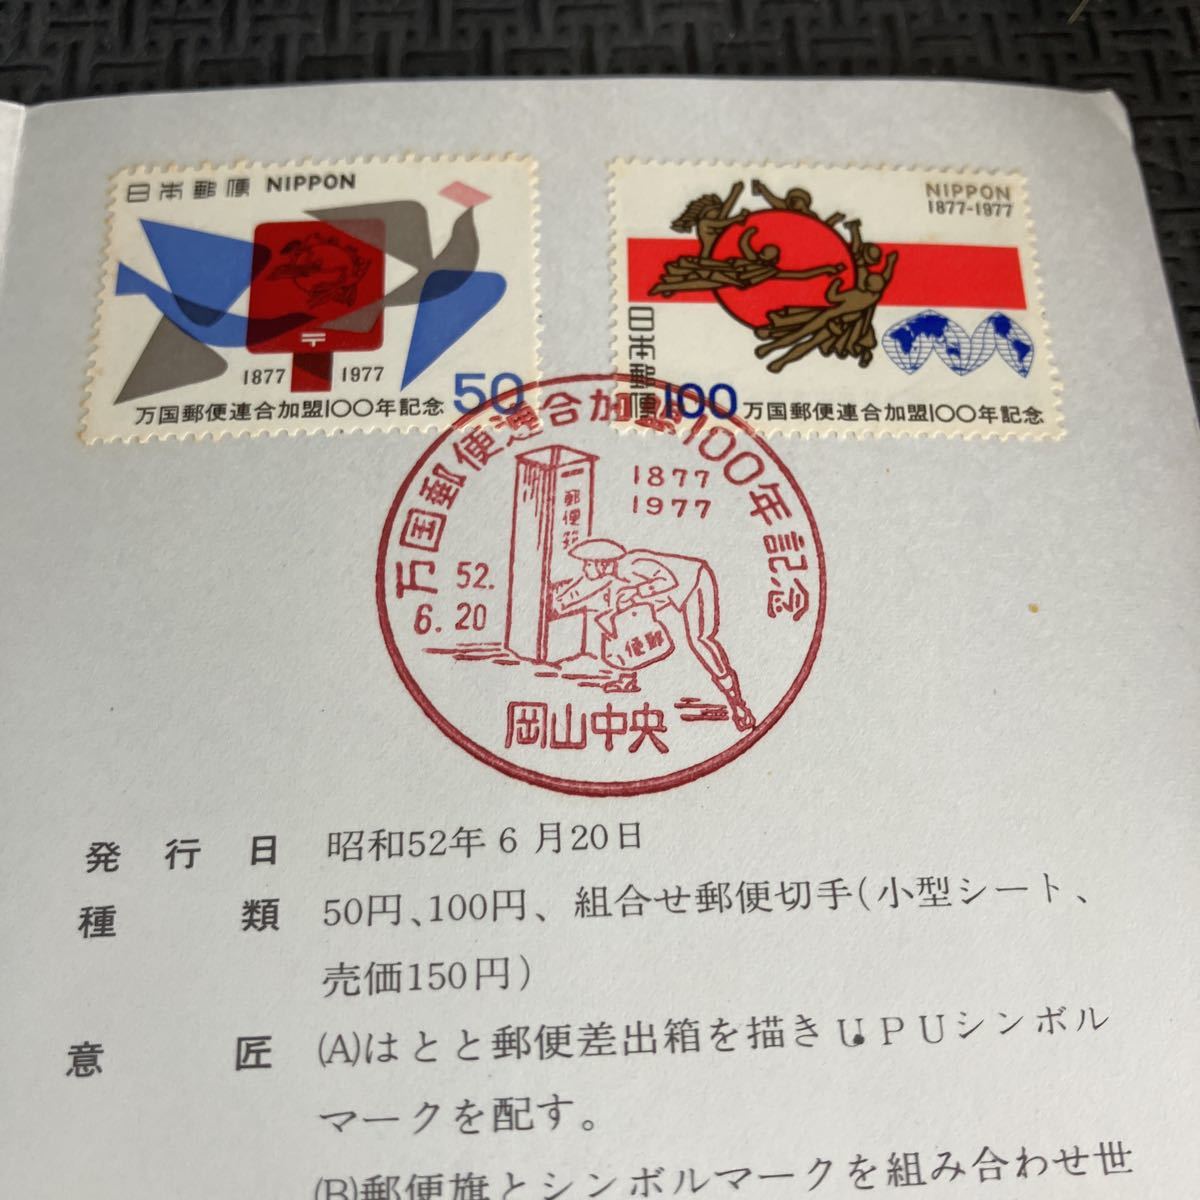 日本郵便 NIPPON
1877 1977
万国郵便連合加盟100年記念
50
NIPPON
1877-1977
日本郵便
100
万国郵便連合加盟100年記念
万国郵便連合加盟100年記念
1877
1977
郵便箱
52.
6.20
郵便
岡山中央
発行日 昭和52年6月20日
種類 50円、100円、組合せ郵便切手(小型シート、
売価150円)
意匠 (A)はとと郵便差出箱を描きU.PUシンボル
マークを配す。
(B)郵便旗とシンボルマークを組み合わせ世